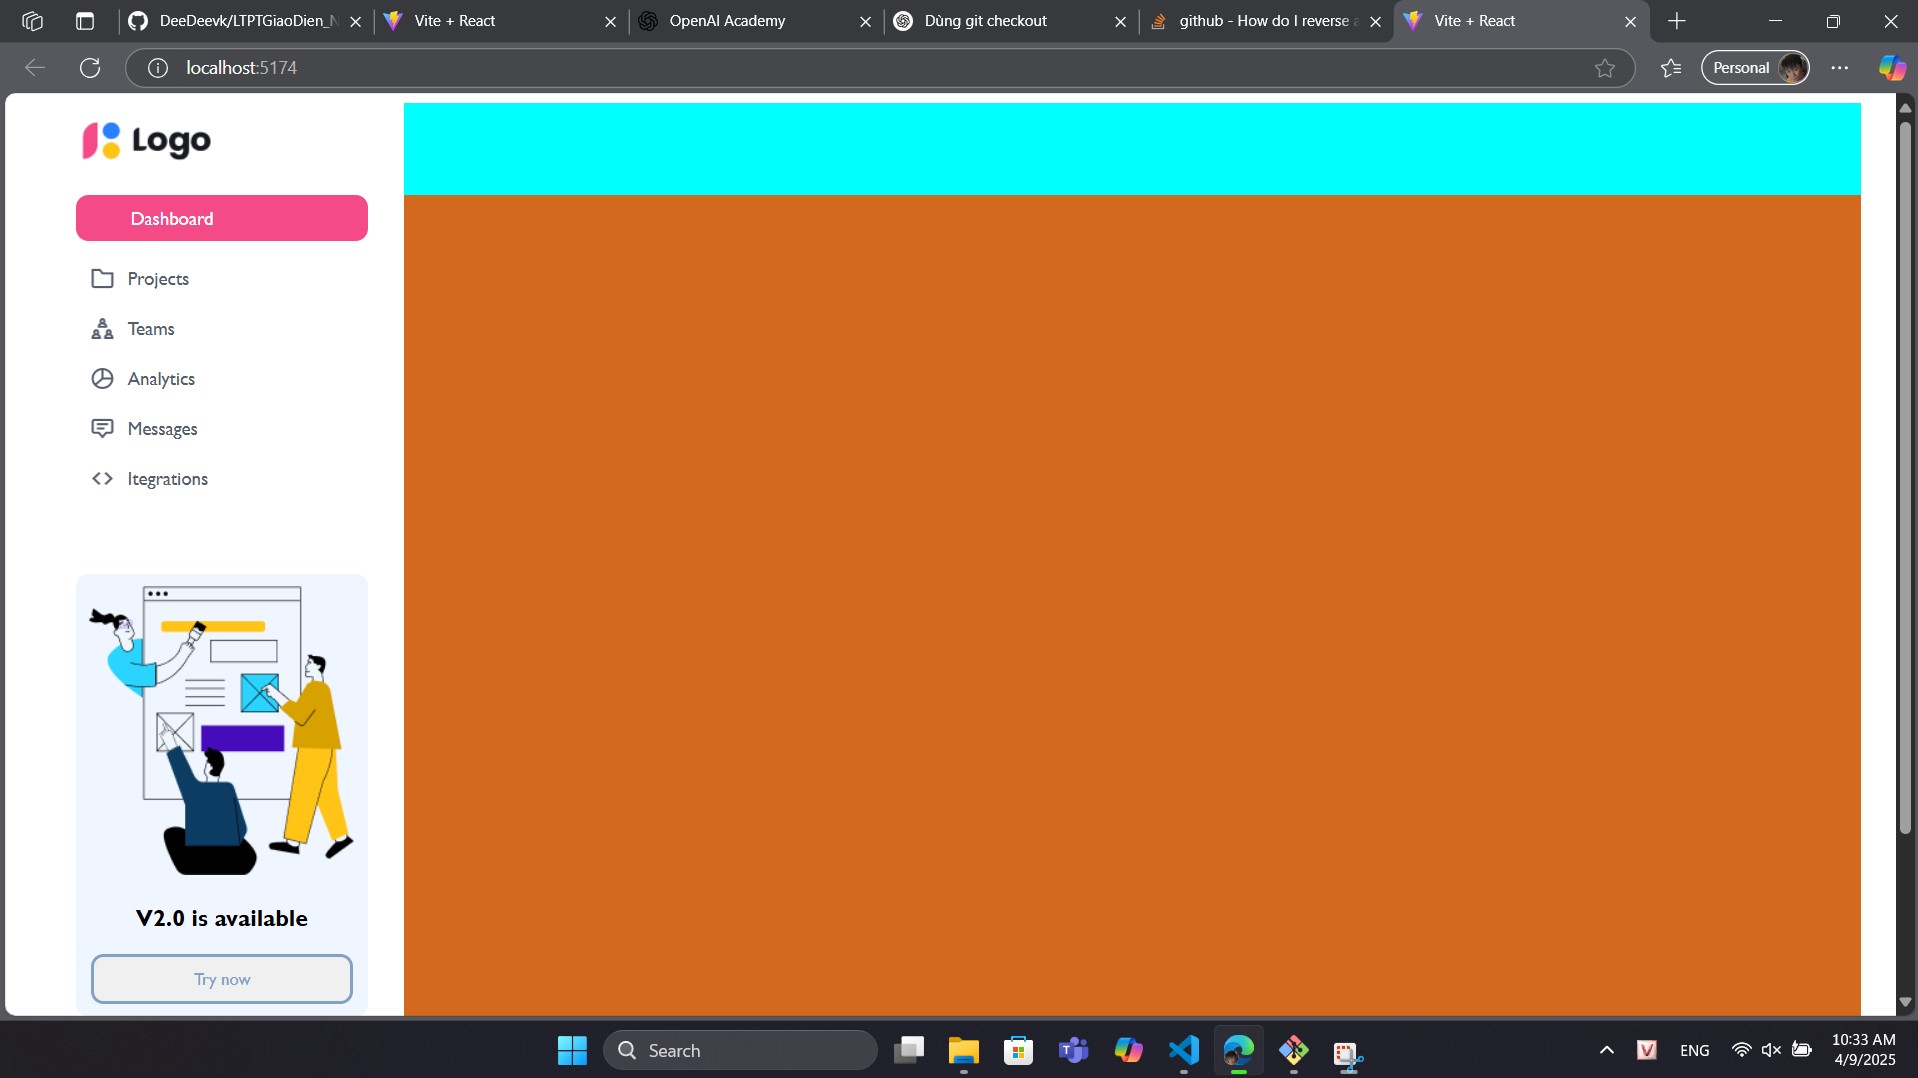 DeeDeevk/LTPTGiaoDien_N
Vite + React
OpenAI Academy
Dùng git checkout
github - How do I reverse a
Vite + React
localhost:5174
Personal
Logo
Dashboard
Projects
Teams
Analytics
Messages
Itegrations
V2.0 is available
Try now
Search
ENG
10:33 AM
4/9/2025